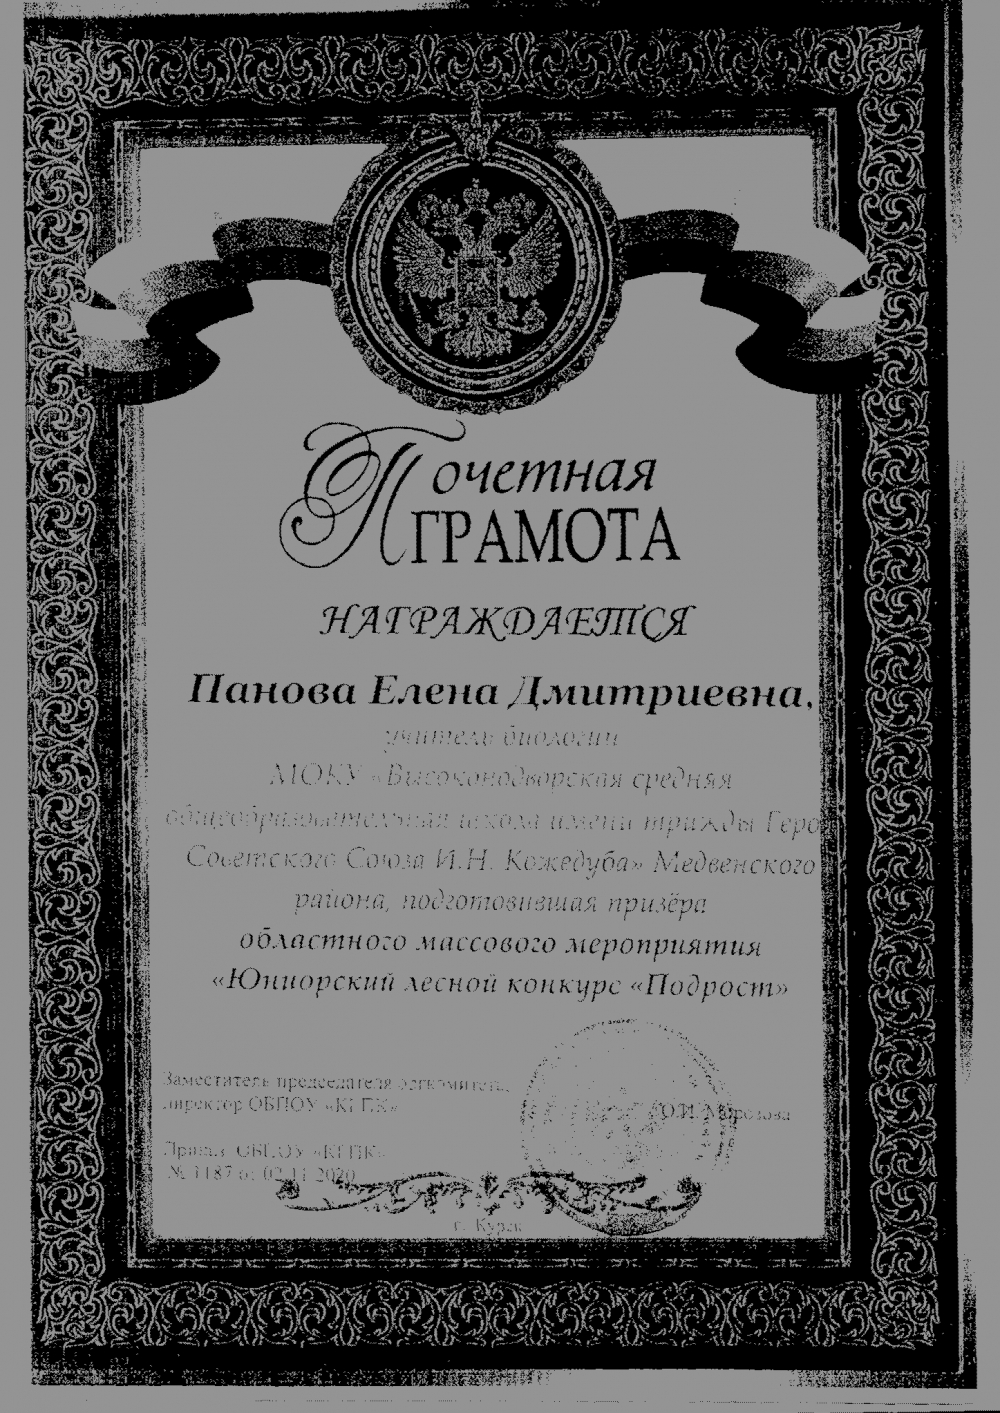 Почетная
ГРАМОТА
НАГРАЖДАЕТСЯ
Панова Елена Дмитриевна,
учитель биологии
МОКУ «Высоконодворская средняя
общеобразовательная школа имени трижды Геро
Советского Союза И.Н. Кожедуба» Медвенского
района, подготовившая призёра
областного массового мероприятия
«Юниорский лесной конкурс «Подрост»
Заместитель председателя оргкомитета,
директор ОБПОУ «КГПК»
О.И. Морозова
Приказ ОБПОУ «КГПК»
№ 1187 от 02.11.2020
г. Курск